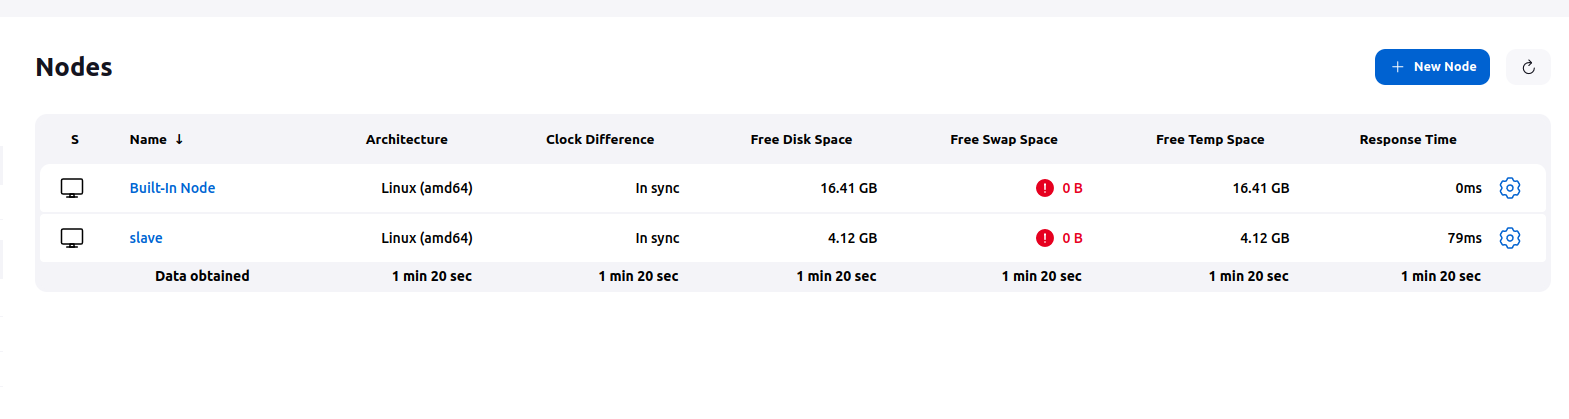 Nodes
+ New Node
S Name ↓ Architecture Clock Difference Free Disk Space Free Swap Space Free Temp Space Response Time
Built-In Node Linux (amd64) In sync 16.41 GB ! 0 B 16.41 GB 0ms
slave Linux (amd64) In sync 4.12 GB ! 0 B 4.12 GB 79ms
Data obtained 1 min 20 sec 1 min 20 sec 1 min 20 sec 1 min 20 sec 1 min 20 sec 1 min 20 sec